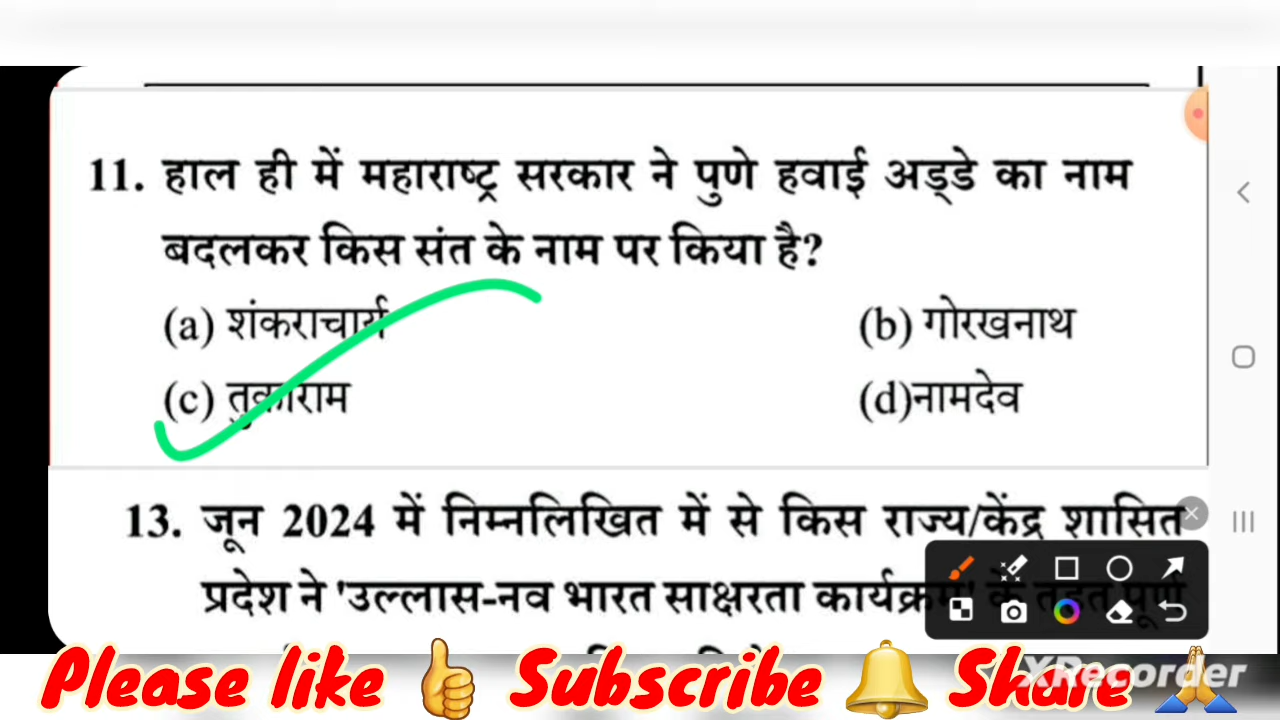 11. हाल ही में महाराष्ट्र सरकार ने पुणे हवाई अड्डे का नाम
बदलकर किस संत के नाम पर किया है?
(a) शंकराचार्य (b) गोरखनाथ
(c) तुकाराम (d)नामदेव
13. जून 2024 में निम्नलिखित में से किस राज्य/केंद्र शासित
प्रदेश ने 'उल्लास-नव भारत साक्षरता कार्यक्रम' के तहत पूर्ण
Please like Subscribe Share
XRecorder